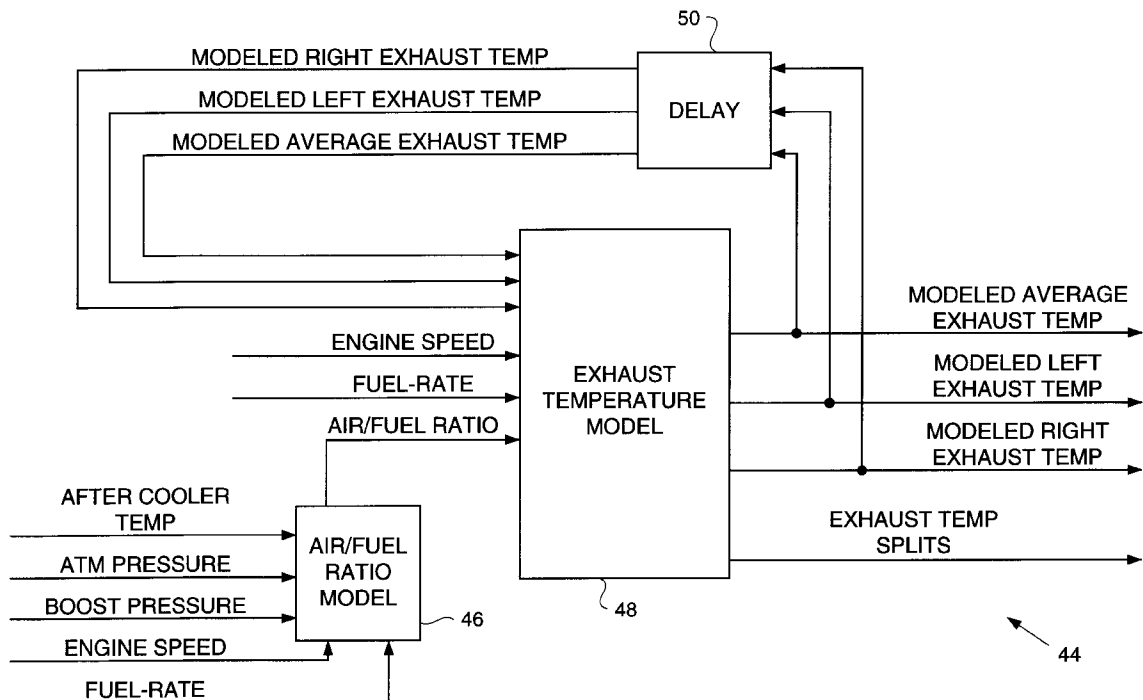 50
MODELED RIGHT EXHAUST TEMP
MODELED LEFT EXHAUST TEMP
DELAY
MODELED AVERAGE EXHAUST TEMP
MODELED AVERAGE
EXHAUST TEMP
ENGINE SPEED
EXHAUST
TEMPERATURE
MODEL
MODELED LEFT
EXHAUST TEMP
FUEL-RATE
AIR/FUEL RATIO
MODELED RIGHT
EXHAUST TEMP
AFTER COOLER
TEMP
EXHAUST TEMP
SPLITS
AIR/FUEL
RATIO
MODEL
ATM PRESSURE
BOOST PRESSURE
48
46
ENGINE SPEED
44
FUEL-RATE